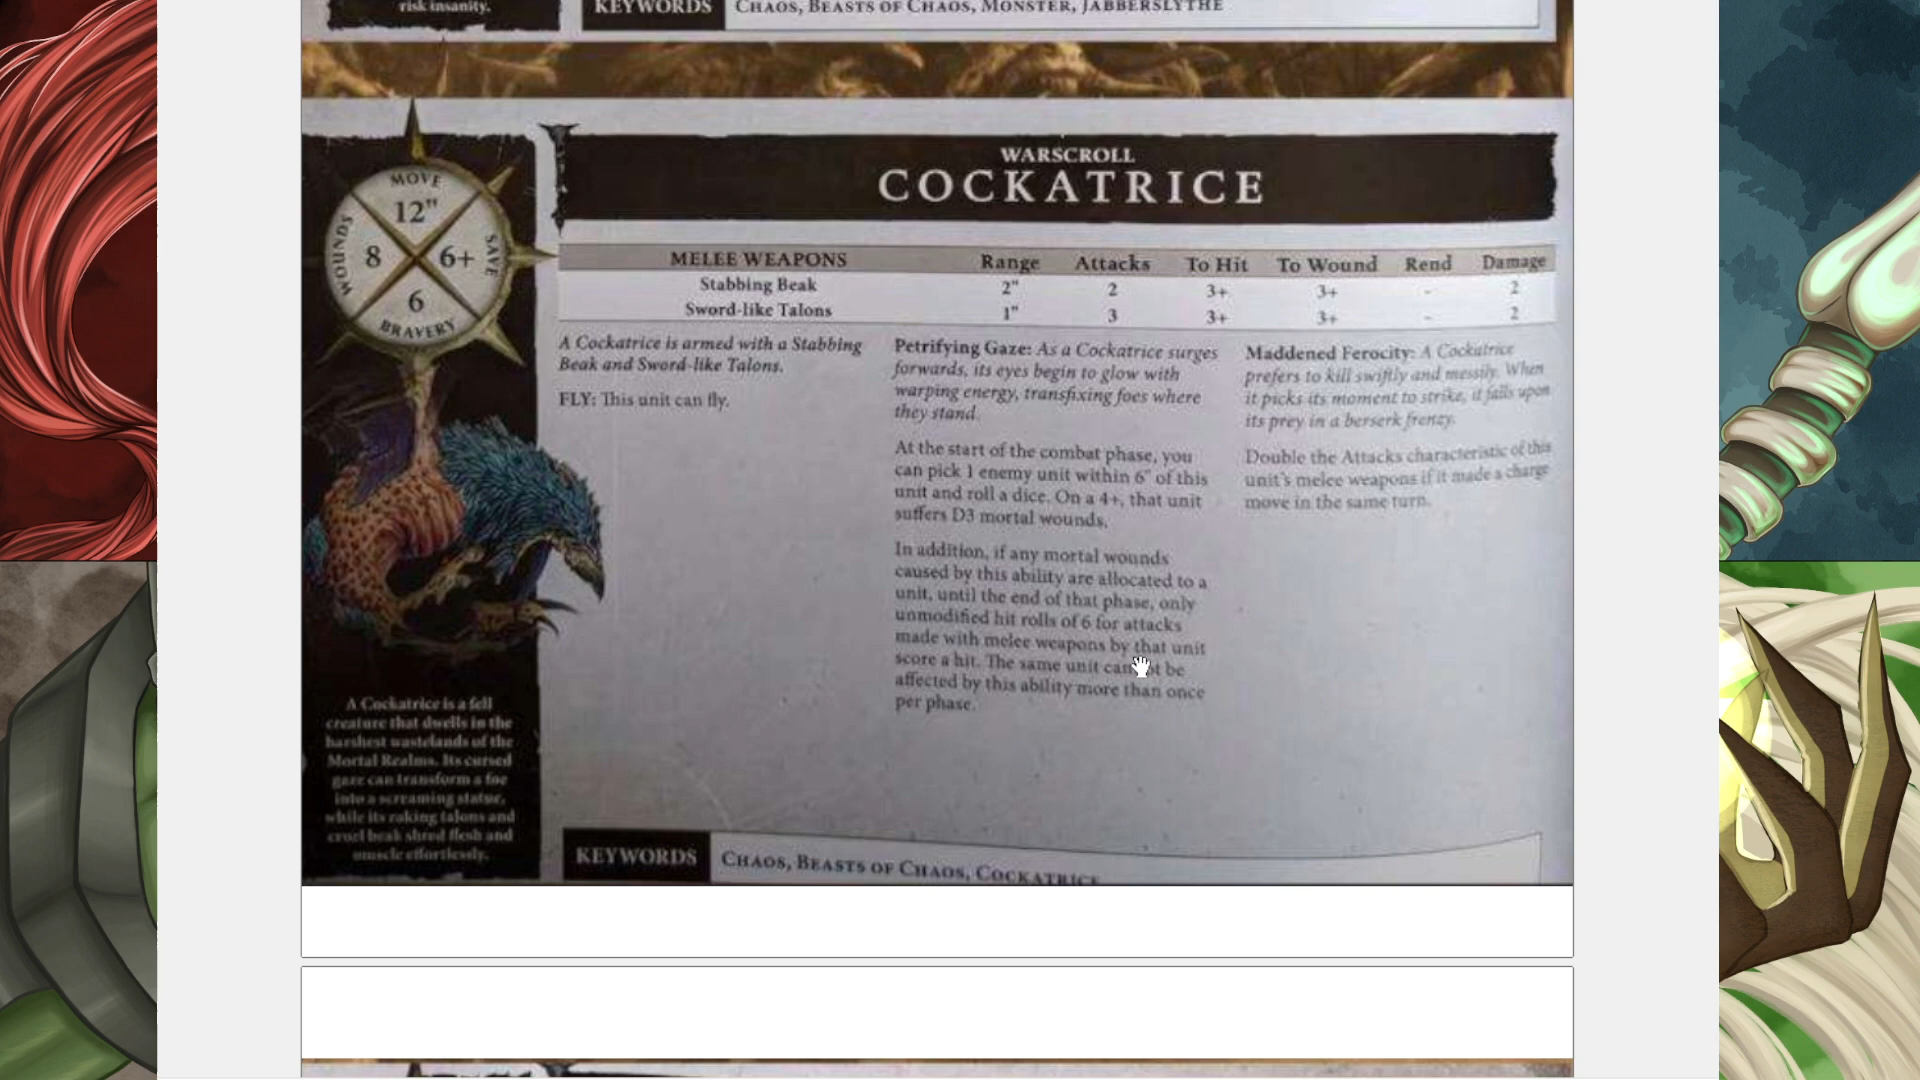 risk insanity.
KEYWORDS CHAOS, BEASTS OF CHAOS, MONSTER, JABBERSLYTHE
WARSCROLL
COCKATRICE
MOVE
12"
WOUNDS 8 6+ SAVE
6
BRAVERY
MELEE WEAPONS Range Attacks To Hit To Wound Rend Damage
Stabbing Beak 2" 2 3+ 3+ - 2
Sword-like Talons 1" 3 3+ 3+ - 2
A Cockatrice is armed with a Stabbing
Beak and Sword-like Talons.
FLY: This unit can fly.
Petrifying Gaze: As a Cockatrice surges
forwards, its eyes begin to glow with
warping energy, transfixing foes where
they stand.
At the start of the combat phase, you
can pick 1 enemy unit within 6" of this
unit and roll a dice. On a 4+, that unit
suffers D3 mortal wounds.
In addition, if any mortal wounds
caused by this ability are allocated to a
unit, until the end of that phase, only
unmodified hit rolls of 6 for attacks
made with melee weapons by that unit
score a hit. The same unit cannot be
affected by this ability more than once
per phase.
Maddened Ferocity: A Cockatrice
prefers to kill swiftly and messily. When
it picks its moment to strike, it falls upon
its prey in a berserk frenzy.
Double the Attacks characteristic of this
unit's melee weapons if it made a charge
move in the same turn.
A Cockatrice is a fell
creature that dwells in the
harshest wastelands of the
Mortal Realms. Its cursed
gaze can transform a foe
into a screaming statue,
while its raking talons and
cruel beak shred flesh and
muscle effortlessly.
KEYWORDS CHAOS, BEASTS OF CHAOS, COCKATRICE